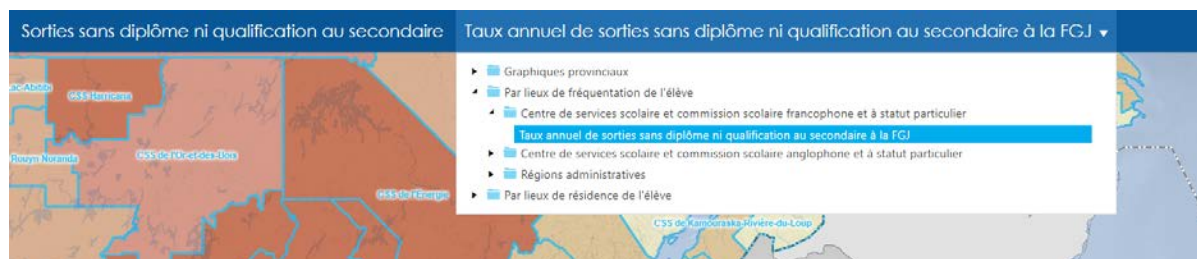 Sorties sans diplôme ni qualification au secondaire
Taux annuel de sorties sans diplôme ni qualification au secondaire à la FGJ
Graphiques provinciaux
Par lieux de fréquentation de l'élève
Centre de services scolaire et commission scolaire francophone et à statut particulier
Taux annuel de sorties sans diplôme ni qualification au secondaire à la FGJ
Centre de services scolaire et commission scolaire anglophone et à statut particulier
Régions administratives
Par lieux de résidence de l'élève
ac-Abitibi
CSS Harricana
Rouyn Noranda
CSS de l'Or-et-des-Bois
CSS de l'Énergie
CSS de Kamouraska-Rivière-du-Loup